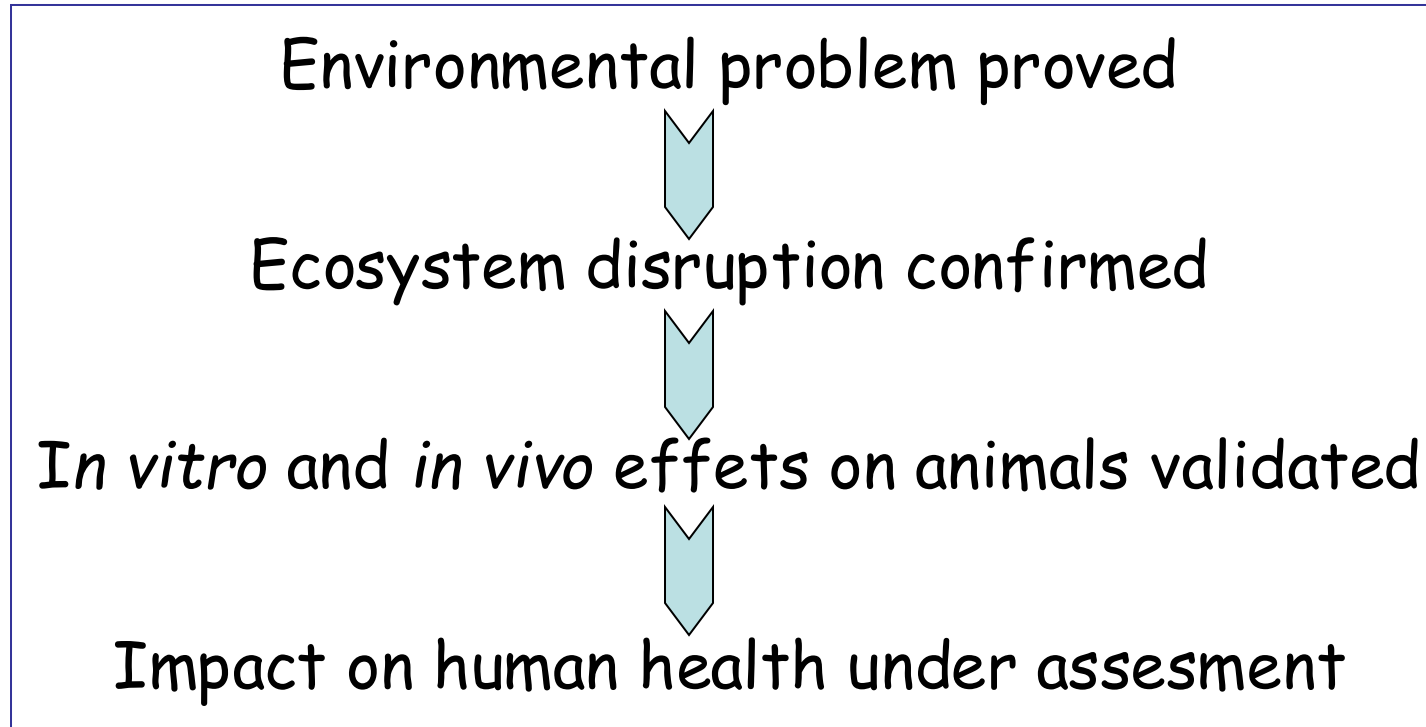 Environmental problem proved
Ecosystem disruption confirmed
In vitro and in vivo effets on animals validated
Impact on human health under assesment